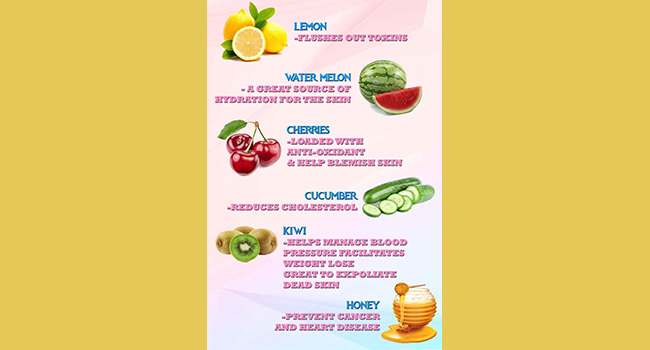 LEMON
-FLUSHES OUT TOXINS
WATER MELON
- A GREAT SOURCE OF
HYDRATION FOR THE SKIN
CHERRIES
-LOADED WITH
ANTI-OXIDANT
& HELP BLEMISH SKIN
CUCUMBER
-REDUCES CHOLESTEROL
KIWI
-HELPS MANAGE BLOOD
PRESSURE FACILITATES
WEIGHT LOSE
GREAT TO EXPOLIATE
DEAD SKIN
HONEY
-PREVENT CANCER
AND HEART DISEASE